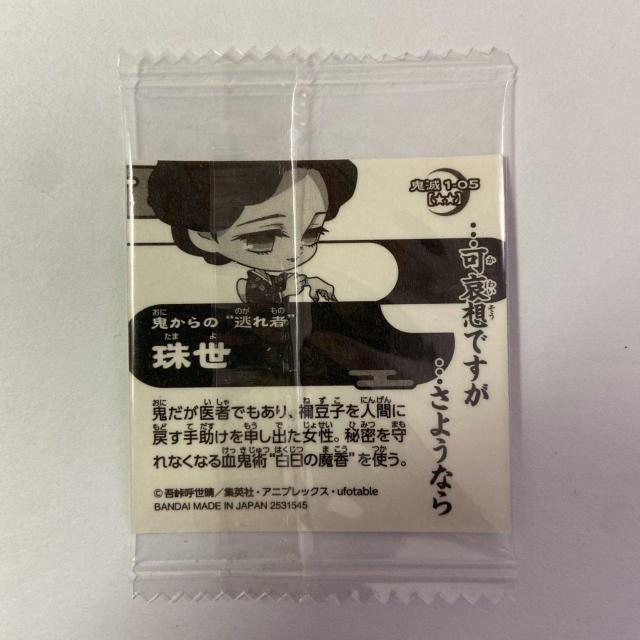 鬼滅 1-05
[★★]
…可哀想ですが
…さようなら
鬼からの“逃れ者”
珠世
鬼だが医者でもあり、禰豆子を人間に
戻す手助けを申し出た女性。秘密を守
れなくなる血鬼術“白日の魔香”を使う。
©吾峠呼世晴／集英社・アニプレックス・ufotable
BANDAI MADE IN JAPAN 2531545